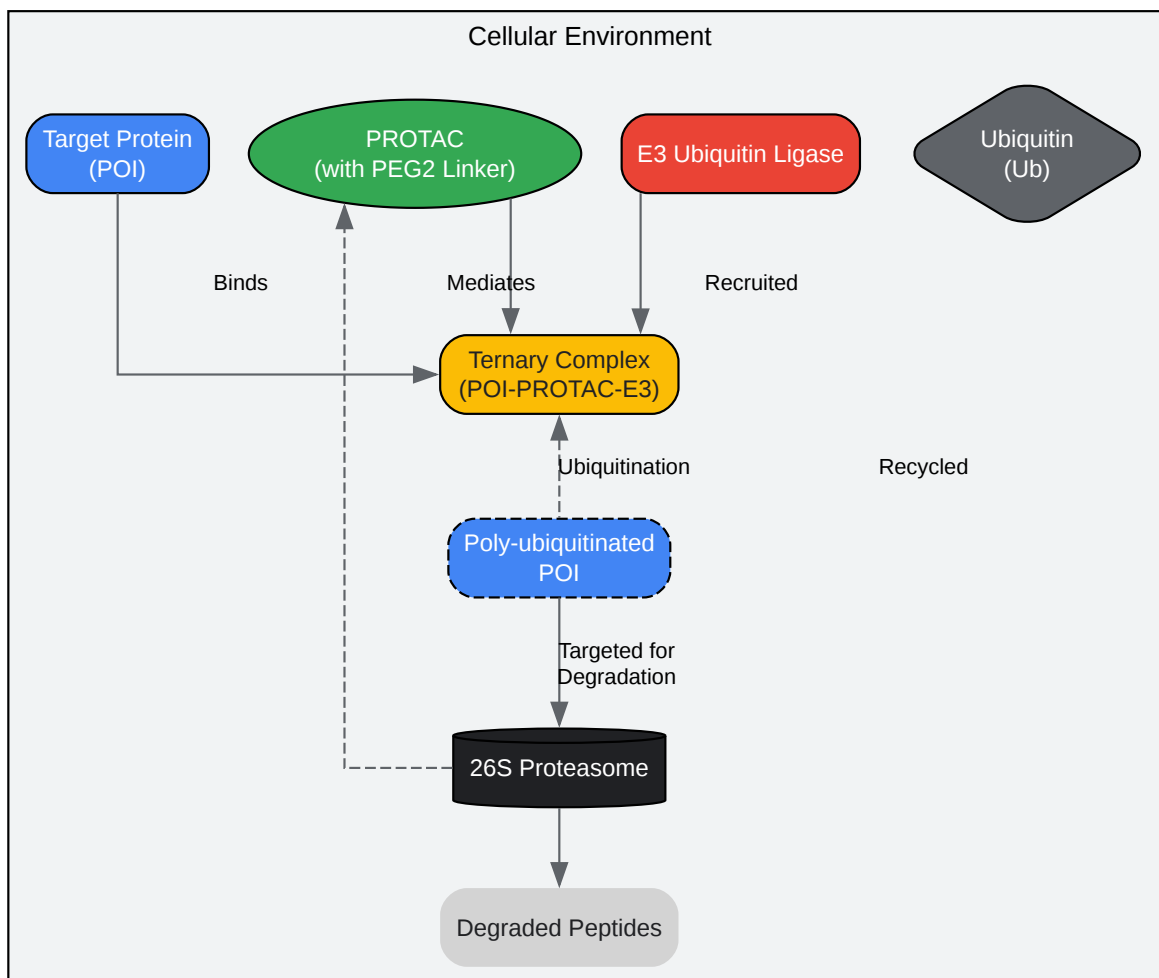 Cellular Environment
Target Protein
(POI)
PROTAC
(with PEG2 Linker)
E3 Ubiquitin Ligase
Ubiquitin
(Ub)
Binds
Mediates
Recruited
Ternary Complex
(POI-PROTAC-E3)
Ubiquitination
Recycled
Poly-ubiquitinated
POI
Targeted for
Degradation
26S Proteasome
Degraded Peptides